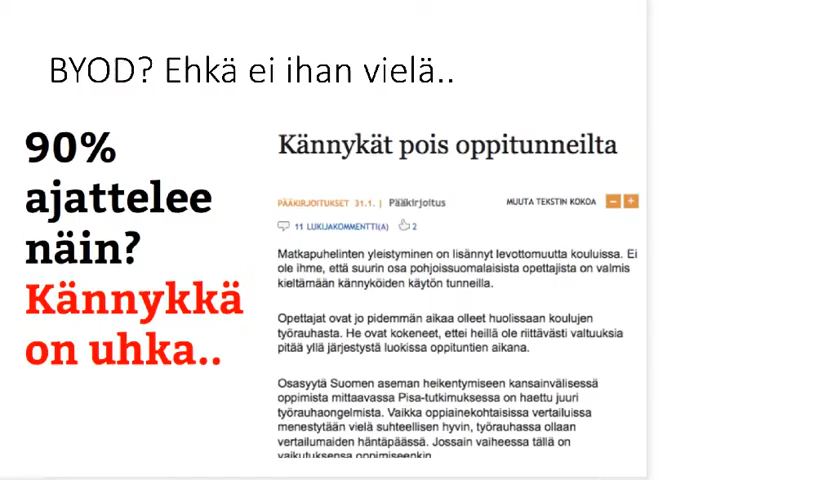 BYOD? Ehkä ei ihan vielä..
90%
ajattelee
näin?
Kännykkä
on uhka..
Kännykät pois oppitunneilta
PÄÄKIRJOITUKSET 31.1. | Pääkirjoitus
MUUTA TEKSTIN KOKOA − +
11 LUKIJAKOMMENTTI(A) 2
Matkapuhelinten yleistyminen on lisännyt levottomuutta kouluissa. Ei
ole ihme, että suurin osa pohjoissuomalaisista opettajista on valmis
kieltämään kännyköiden käytön tunneilla.
Opettajat ovat jo pidemmän aikaa olleet huolissaan koulujen
työrauhasta. He ovat kokeneet, ettei heillä ole riittävästi valtuuksia
pitää yllä järjestystä luokissa oppituntien aikana.
Osasyytä Suomen aseman heikentymiseen kansainvälisessä
oppimista mittaavassa Pisa-tutkimuksessa on haettu juuri
työrauhaongelmista. Vaikka oppiainekohtaisissa vertailuissa
menestytään vielä suhteellisen hyvin, työrauhassa ollaan
vertailumaiden häntäpäässä. Jossain vaiheessa tällä on
vaikutuksensa oppimiseenkin